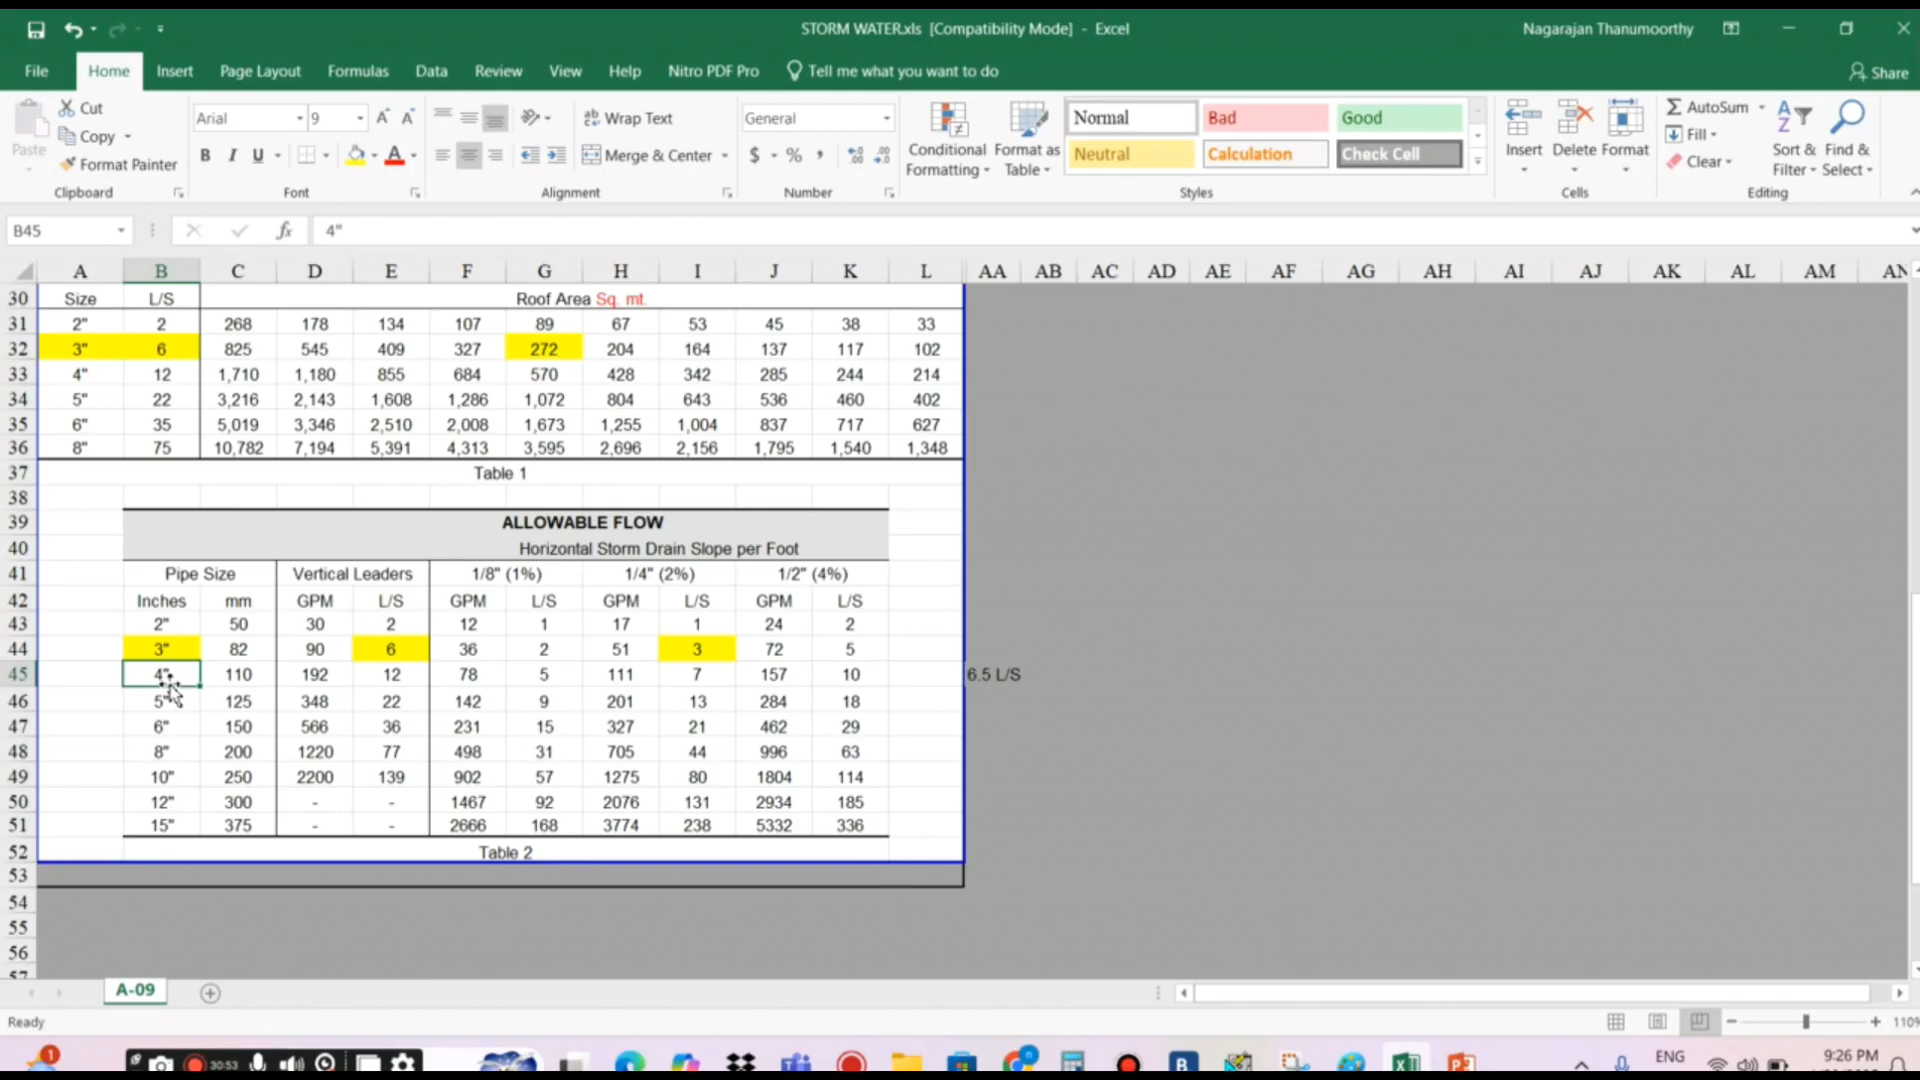 STORM WATER.xls [Compatibility Mode] - Excel
Nagarajan Thanumoorthy
File Home Insert Page Layout Formulas Data Review View Help Nitro PDF Pro Tell me what you want to do Share
Paste
Cut
Copy
Format Painter
Clipboard
Arial 9
B I U
Font
Wrap Text
Merge & Center
Alignment
General
$ % ,
Number
Conditional Formatting
Format as Table
Normal Bad Good
Neutral Calculation Check Cell
Styles
Insert Delete Format
Cells
AutoSum
Fill
Clear
Sort & Filter
Find & Select
Editing
B45 fx 4"
A B C D E F G H I J K L AA AB AC AD AE AF AG AH AI AJ AK AL AM AN
30 Size L/S Roof Area Sq. mt.
31 2" 2 268 178 134 107 89 67 53 45 38 33
32 3" 6 825 545 409 327 272 204 164 137 117 102
33 4" 12 1,710 1,180 855 684 570 428 342 285 244 214
34 5" 22 3,216 2,143 1,608 1,286 1,072 804 643 536 460 402
35 6" 35 5,019 3,346 2,510 2,008 1,673 1,255 1,004 837 717 627
36 8" 75 10,782 7,194 5,391 4,313 3,595 2,696 2,156 1,795 1,540 1,348
37 Table 1
38
39 ALLOWABLE FLOW
40 Horizontal Storm Drain Slope per Foot
41 Pipe Size Vertical Leaders 1/8" (1%) 1/4" (2%) 1/2" (4%)
42 Inches mm GPM L/S GPM L/S GPM L/S GPM L/S
43 2" 50 30 2 12 1 17 1 24 2
44 3" 82 90 6 36 2 51 3 72 5
45 4" 110 192 12 78 5 111 7 157 10 6.5 L/S
46 5" 125 348 22 142 9 201 13 284 18
47 6" 150 566 36 231 15 327 21 462 29
48 8" 200 1220 77 498 31 705 44 996 63
49 10" 250 2200 139 902 57 1275 80 1804 114
50 12" 300 - - 1467 92 2076 131 2934 185
51 15" 375 - - 2666 168 3774 238 5332 336
52 Table 2
53
54
55
56
57
A-09
Ready
110%
1
30:53
ENG
9:26 PM